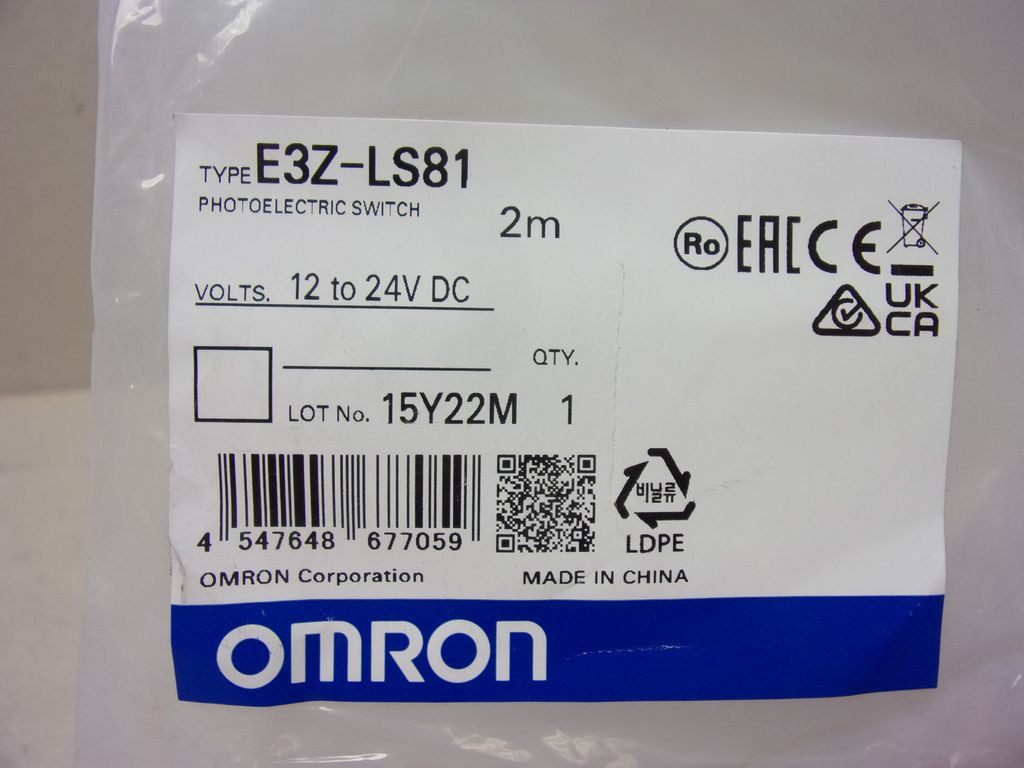 TYPE E3Z-LS81
PHOTOELECTRIC SWITCH
2m
Ro EAC CE
UK
CA
VOLTS. 12 to 24V DC
QTY.
LOT No. 15Y22M 1
4 547648 677059
비닐류
LDPE
OMRON Corporation MADE IN CHINA
OMRON